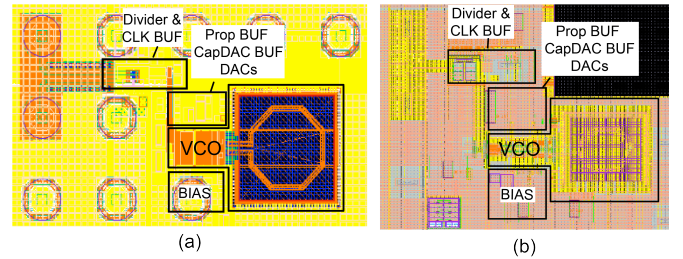 Divider &
CLK BUF
Prop BUF
CapDAC BUF
DACs
VCO
BIAS
(a)
Divider &
CLK BUF
Prop BUF
CapDAC BUF
DACs
VCO
BIAS
(b)